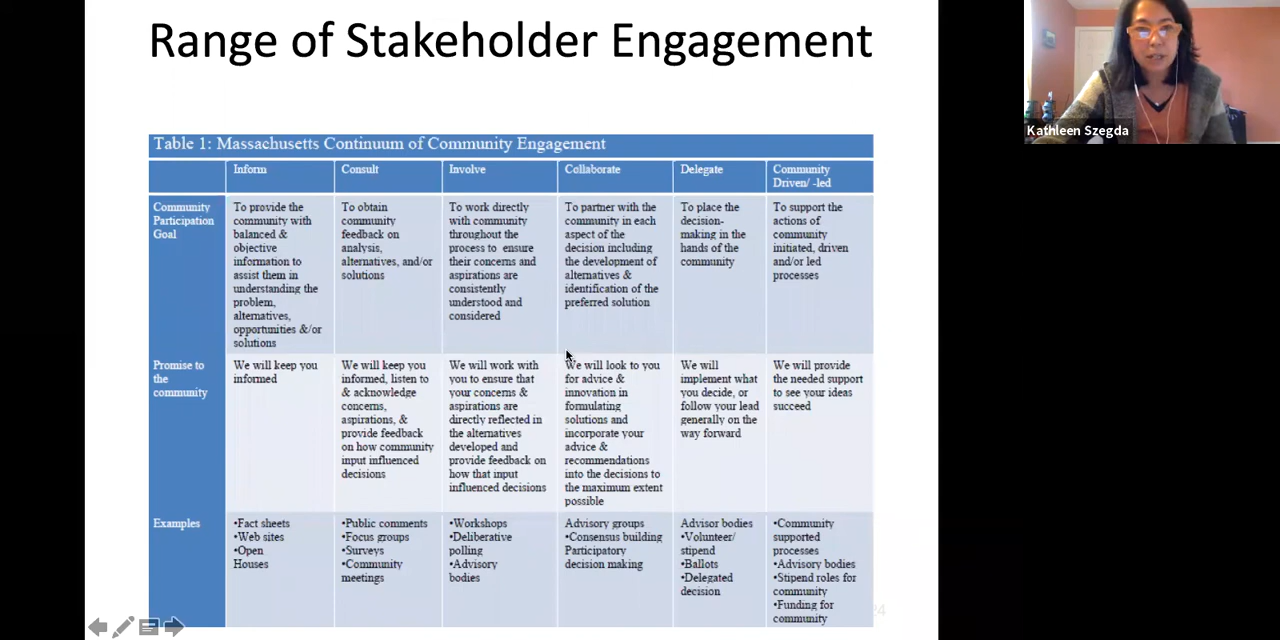 Range of Stakeholder Engagement
Kathleen Szegda
Table 1: Massachusetts Continuum of Community Engagement
Inform
Consult
Involve
Collaborate
Delegate
Community
Driven/ -led
Community
Participation
Goal
To provide the
community with
balanced &
objective
information to
assist them in
understanding the
problem,
alternatives,
opportunities &/or
solutions
To obtain
community
feedback on
analysis,
alternatives, and/or
solutions
To work directly
with community
throughout the
process to ensure
their concerns and
aspirations are
consistently
understood and
considered
To partner with the
community in each
aspect of the
decision including
the development of
alternatives &
identification of the
preferred solution
To place the
decision-
making in the
hands of the
community
To support the
actions of
community
initiated, driven
and/or led
processes
Promise to
the
community
We will keep you
informed
We will keep you
informed, listen to
& acknowledge
concerns,
aspirations, &
provide feedback
on how community
input influenced
decisions
We will work with
you to ensure that
your concerns &
aspirations are
directly reflected in
the alternatives
developed and
provide feedback on
how that input
influenced decisions
We will look to you
for advice &
innovation in
formulating
solutions and
incorporate your
advice &
recommendations
into the decisions to
the maximum extent
possible
We will
implement what
you decide, or
follow your lead
generally on the
way forward
We will provide
the needed support
to see your ideas
succeed
Examples
•Fact sheets
•Web sites
•Open
Houses
•Public comments
•Focus groups
•Surveys
•Community
meetings
•Workshops
•Deliberative
polling
•Advisory
bodies
Advisory groups
•Consensus building
Participatory
decision making
Advisor bodies
•Volunteer/
stipend
•Ballots
•Delegated
decision
•Community
supported
processes
•Advisory bodies
•Stipend roles for
community
•Funding for
community
24